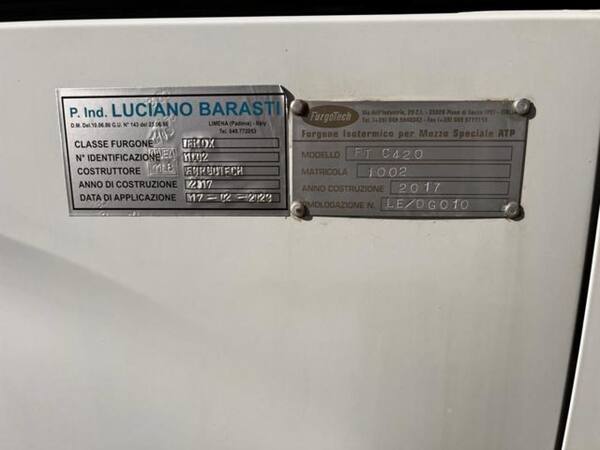 P. Ind. LUCIANO BARASTI
LIMENA (Padova) - Italy
CLASSE FURGONE
N° IDENTIFICAZIONE 1002
COSTRUTTORE FURGOTECH
ANNO DI COSTRUZIONE 2017
DATA DI APPLICAZIONE 17-02-2023
FurgoTech
Furgone Isotermico per Mezzo Speciale ATP
MODELLO FT C420
MATRICOLA 1002
ANNO COSTRUZIONE 2017
OMOLOGAZIONE N. LE/DG010